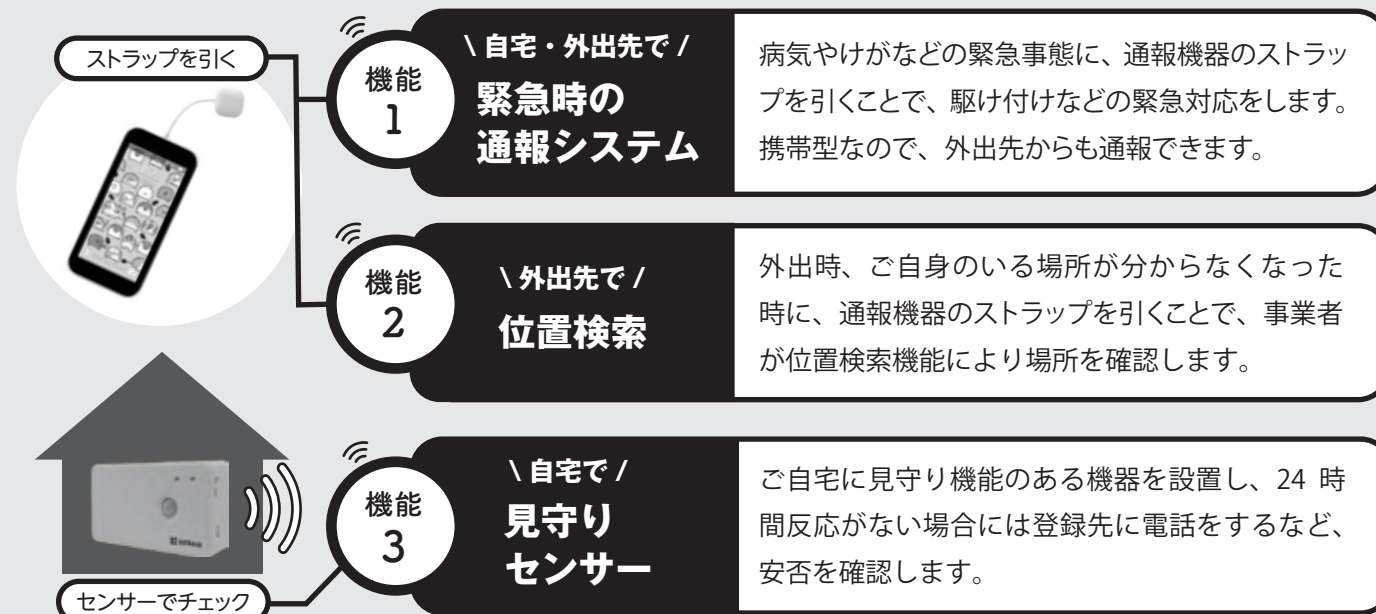 ストラップを引く
機能
1
\ 自宅・外出先で /
緊急時の
通報システム
病気やけがなどの緊急事態に、通報機器のストラッ
プを引くことで、駆け付けなどの緊急対応をします。
携帯型なので、外出先からも通報できます。
機能
2
\ 外出先で /
位置検索
外出時、ご自身のいる場所が分からなくなった
時に、通報機器のストラップを引くことで、事業者
が位置検索機能により場所を確認します。
機能
3
\ 自宅で /
見守り
センサー
ご自宅に見守り機能のある機器を設置し、24 時
間反応がない場合には登録先に電話をするなど、
安否を確認します。
センサーでチェック